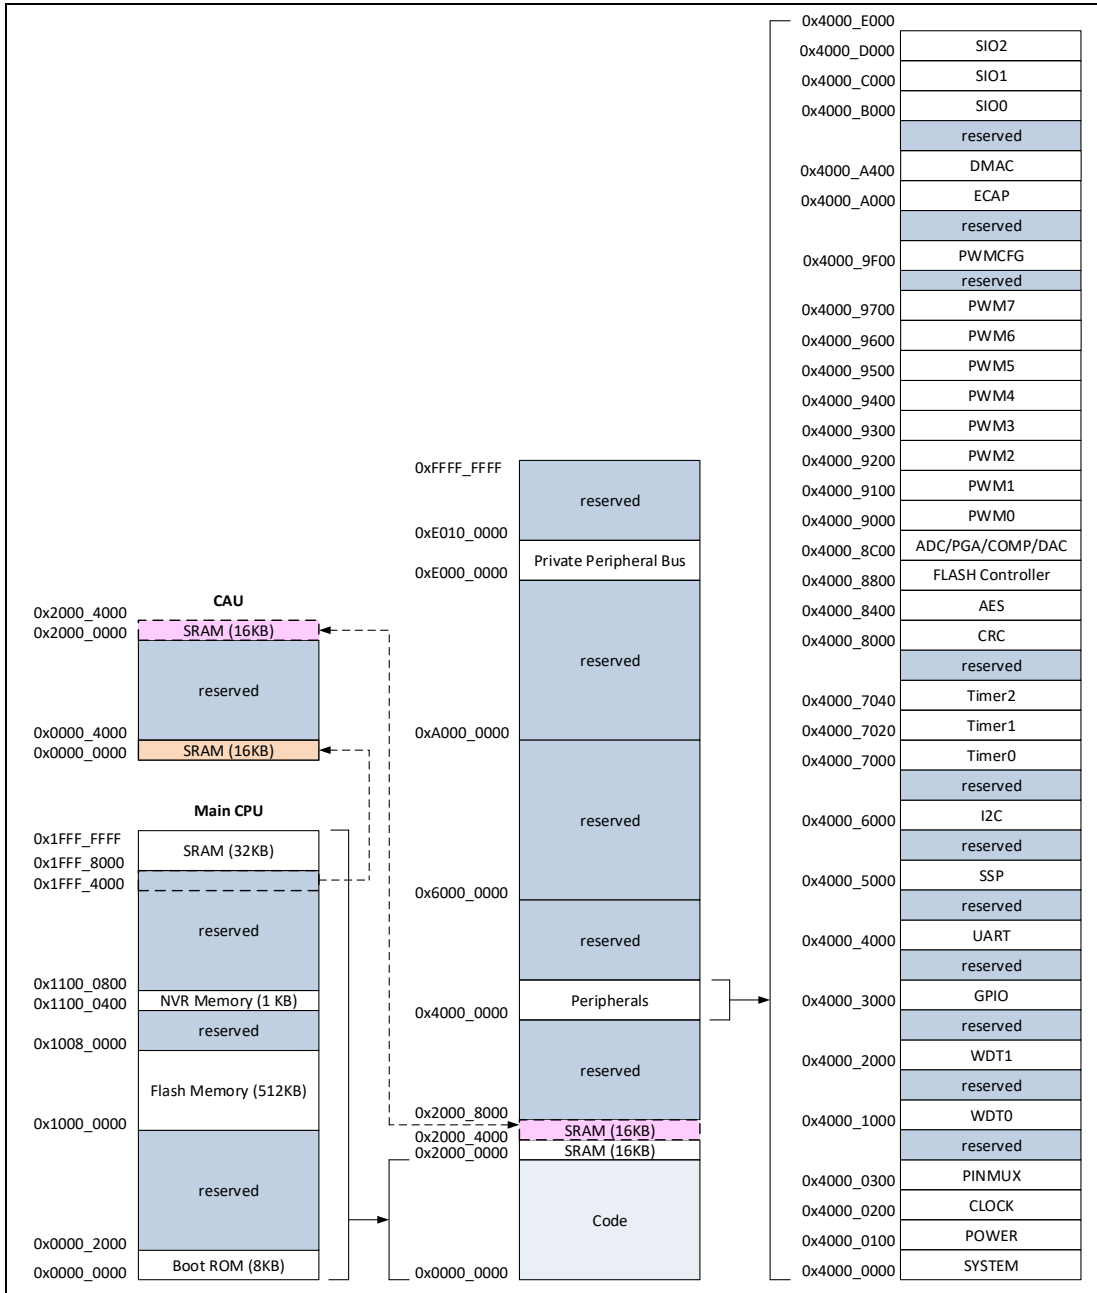 CAU
0x2000_4000
0x2000_0000 SRAM (16KB)
reserved
0x0000_4000
0x0000_0000 SRAM (16KB)
Main CPU
0x1FFF_FFFF
SRAM (32KB)
0x1FFF_8000
0x1FFF_4000
reserved
0x1100_0800
0x1100_0400 NVR Memory (1 KB)
reserved
0x1008_0000
Flash Memory (512KB)
0x1000_0000
reserved
0x0000_2000
Boot ROM (8KB)
0x0000_0000
0xFFFF_FFFF
reserved
0xE010_0000
Private Peripheral Bus
0xE000_0000
reserved
0xA000_0000
reserved
0x6000_0000
reserved
Peripherals
0x4000_0000
reserved
0x2000_8000
SRAM (16KB)
0x2000_4000
0x2000_0000 SRAM (16KB)
Code
0x0000_0000
0x4000_E000
0x4000_D000 SIO2
0x4000_C000 SIO1
0x4000_B000 SIO0
reserved
0x4000_A400 DMAC
0x4000_A000 ECAP
reserved
0x4000_9F00 PWMCFG
reserved
0x4000_9700 PWM7
0x4000_9600 PWM6
0x4000_9500 PWM5
0x4000_9400 PWM4
0x4000_9300 PWM3
0x4000_9200 PWM2
0x4000_9100 PWM1
0x4000_9000 PWM0
0x4000_8C00 ADC/PGA/COMP/DAC
0x4000_8800 FLASH Controller
0x4000_8400 AES
0x4000_8000 CRC
reserved
0x4000_7040 Timer2
0x4000_7020 Timer1
0x4000_7000 Timer0
reserved
0x4000_6000 I2C
reserved
0x4000_5000 SSP
reserved
0x4000_4000 UART
reserved
0x4000_3000 GPIO
reserved
0x4000_2000 WDT1
reserved
0x4000_1000 WDT0
reserved
0x4000_0300 PINMUX
0x4000_0200 CLOCK
0x4000_0100 POWER
0x4000_0000 SYSTEM